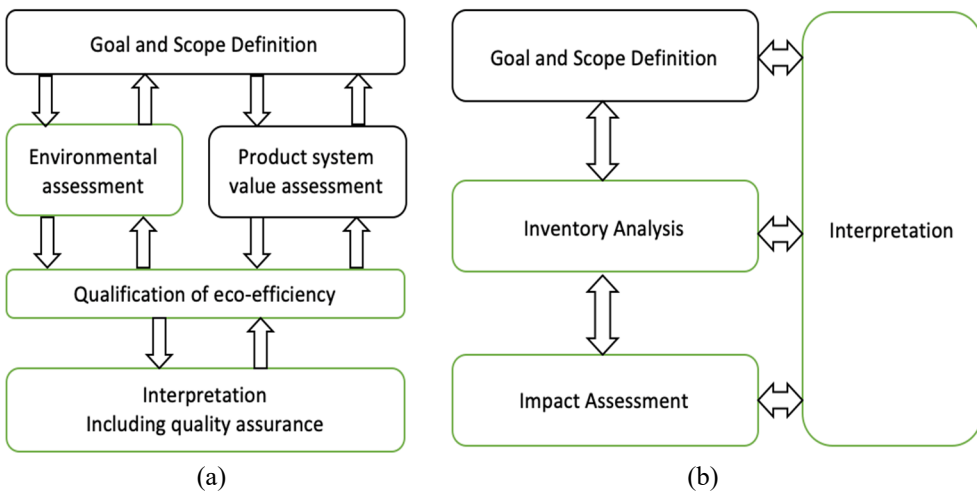 Goal and Scope Definition
Environmental
assessment
Product system
value assessment
Qualification of eco-efficiency
Interpretation
Including quality assurance
(a)
Goal and Scope Definition
Inventory Analysis
Impact Assessment
Interpretation
(b)